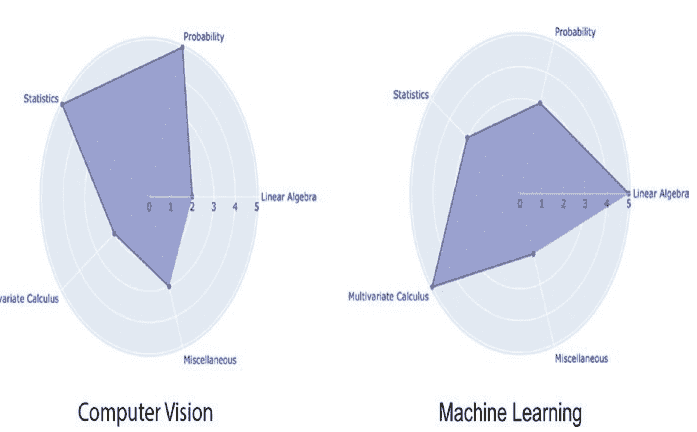 Probability
Statistics
Linear Algebra
0 1 2 3 4 5
variate Calculus
Miscellaneous
Computer Vision
Probability
Statistics
Linear Algebra
0 1 2 3 4 5
Multivariate Calculus
Miscellaneous
Machine Learning